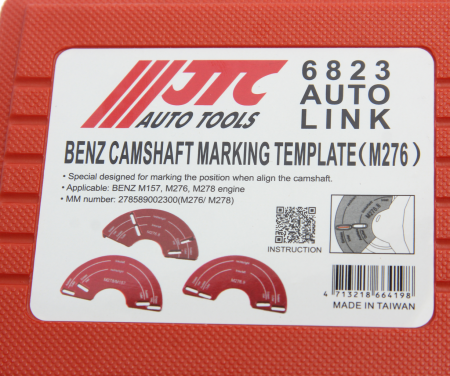 JTC
AUTO TOOLS
6823
AUTO
LINK
BENZ CAMSHAFT MARKING TEMPLATE(M276)
• Special designed for marking the position when align the camshaft.
• Applicable: BENZ M157, M276, M278 engine
• MM number: 278589002300(M276/ M278)
INSTRUCTION
4 713218 664198
MADE IN TAIWAN